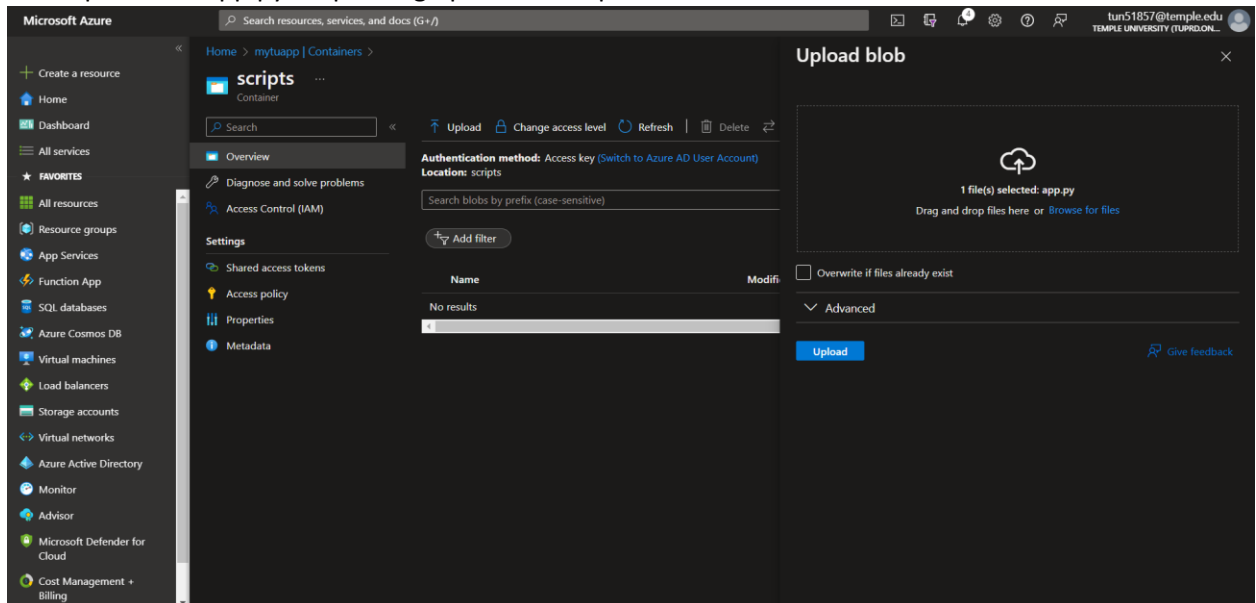 Microsoft Azure
Search resources, services, and docs (G+/)
4
tun51857@temple.edu
TEMPLE UNIVERSITY (TUPRD.ON...
Create a resource
Home
Dashboard
All services
FAVORITES
All resources
Resource groups
App Services
Function App
SQL databases
Azure Cosmos DB
Virtual machines
Load balancers
Storage accounts
Virtual networks
Azure Active Directory
Monitor
Advisor
Microsoft Defender for
Cloud
Cost Management +
Billing
Home > mytuapp | Containers >
scripts ...
Container
Search
Overview
Diagnose and solve problems
Access Control (IAM)
Settings
Shared access tokens
Access policy
Properties
Metadata
Upload Change access level Refresh | Delete
Authentication method: Access key (Switch to Azure AD User Account)
Location: scripts
Search blobs by prefix (case-sensitive)
Add filter
Name Modifi
No results
Upload blob
1 file(s) selected: app.py
Drag and drop files here or Browse for files
Overwrite if files already exist
Advanced
Upload
Give feedback